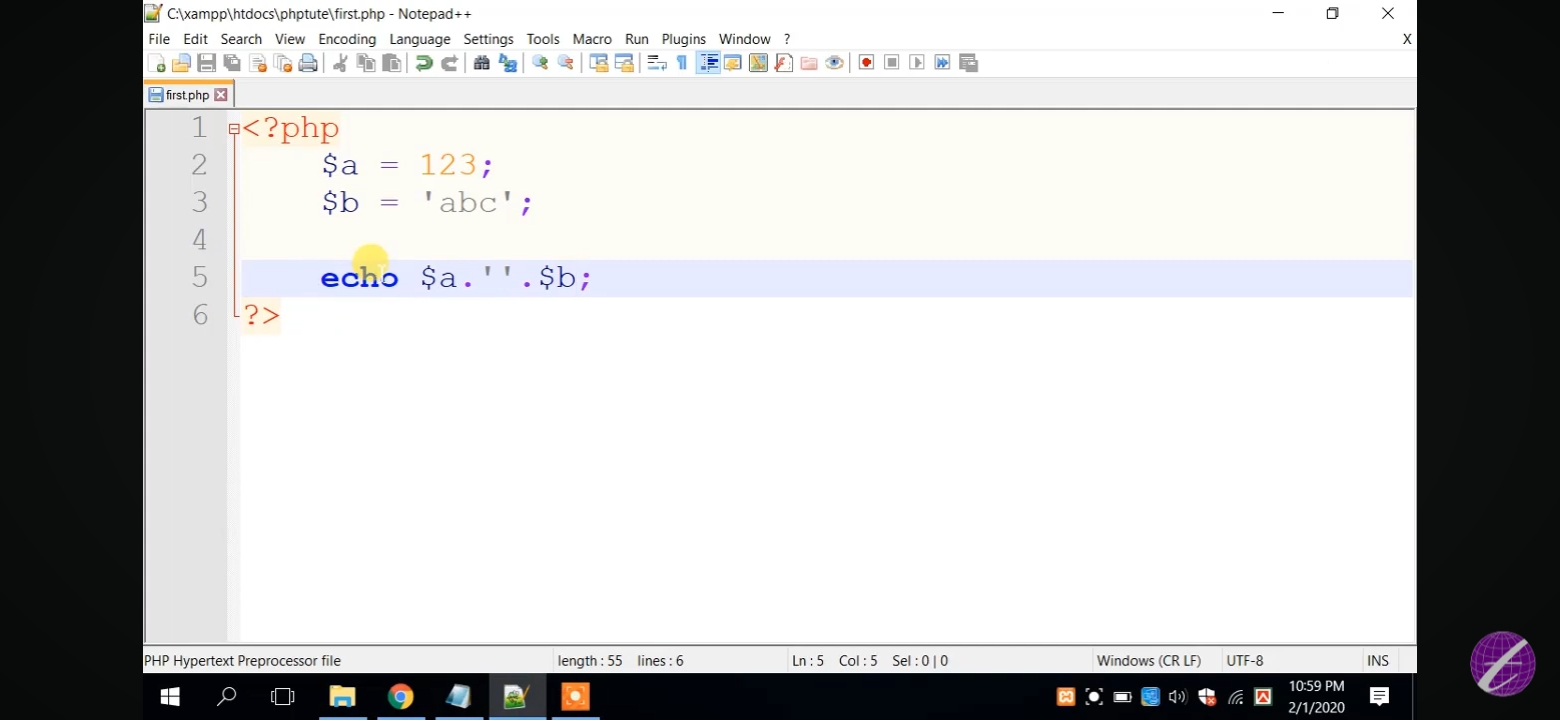 C:\xampp\htdocs\phptute\first.php - Notepad++
File Edit Search View Encoding Language Settings Tools Macro Run Plugins Window ? X
first.php
1 <?php
2 $a = 123;
3 $b = 'abc';
4
5 echo $a.''.$b;
6 ?>
PHP Hypertext Preprocessor file length : 55 lines : 6 Ln : 5 Col : 5 Sel : 0 | 0 Windows (CR LF) UTF-8 INS
10:59 PM
2/1/2020